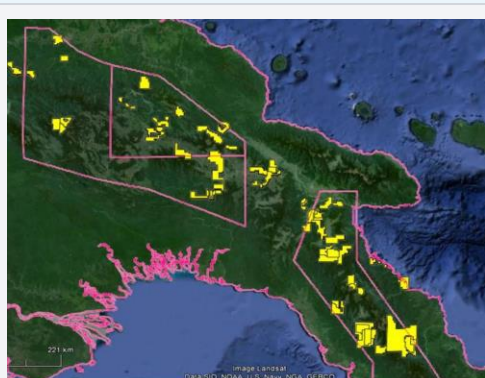 221 km
Image Landsat
Data SIO, NOAA, U.S. Navy, NGA, GEBCO